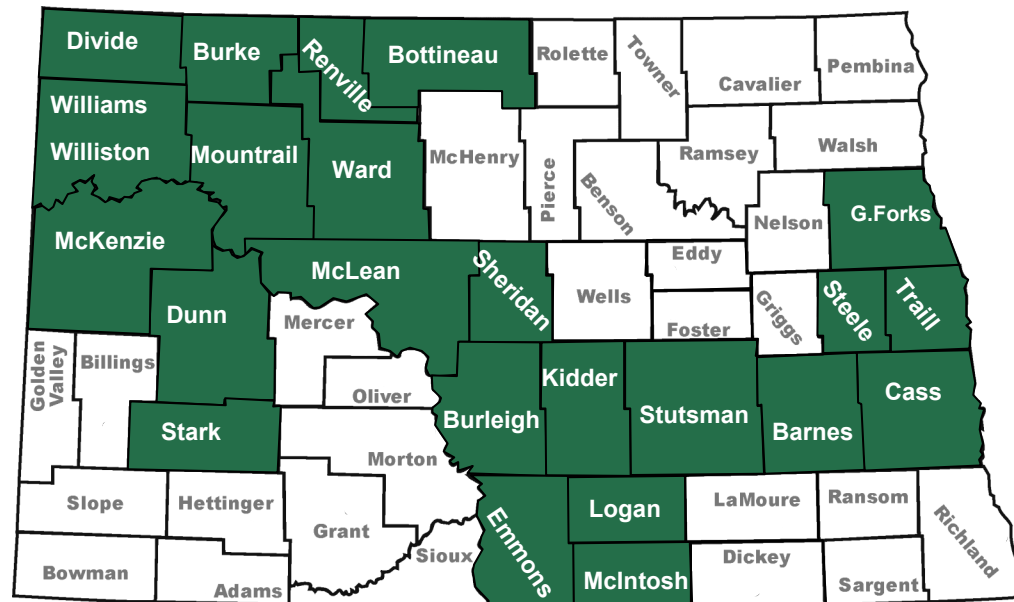 Divide
Burke
Renville
Bottineau
Rolette
Towner
Cavalier
Pembina
Williams
Williston
Mountrail
Ward
McHenry
Pierce
Benson
Ramsey
Walsh
Nelson
G.Forks
McKenzie
McLean
Sheridan
Wells
Eddy
Foster
Griggs
Steele
Traill
Dunn
Mercer
Golden
Valley
Billings
Oliver
Stark
Burleigh
Kidder
Stutsman
Barnes
Cass
Morton
Slope
Hettinger
Grant
Sioux
Emmons
Logan
LaMoure
Ransom
Richland
Bowman
Adams
McIntosh
Dickey
Sargent